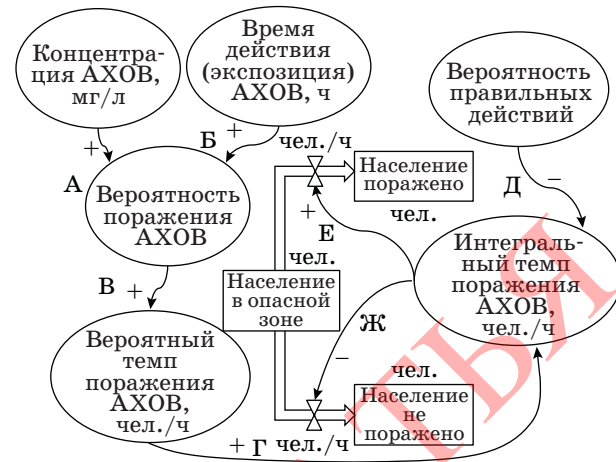 Концентра-
ция АХОВ,
мг/л
Время
действия
(экспозиция)
АХОВ, ч
Вероятность
правильных
действий
+
А
Б
+
чел./ч
Население
поражено
чел.
Д
−
Вероятность
поражения
АХОВ
+
Е
чел.
Интеграль-
ный темп
поражения
АХОВ,
чел./ч
В
+
Население
в опасной
зоне
Ж
−
Вероятный
темп
поражения
АХОВ,
чел./ч
чел.
Население
не
поражено
+ Г
чел./ч
ТЬЯ